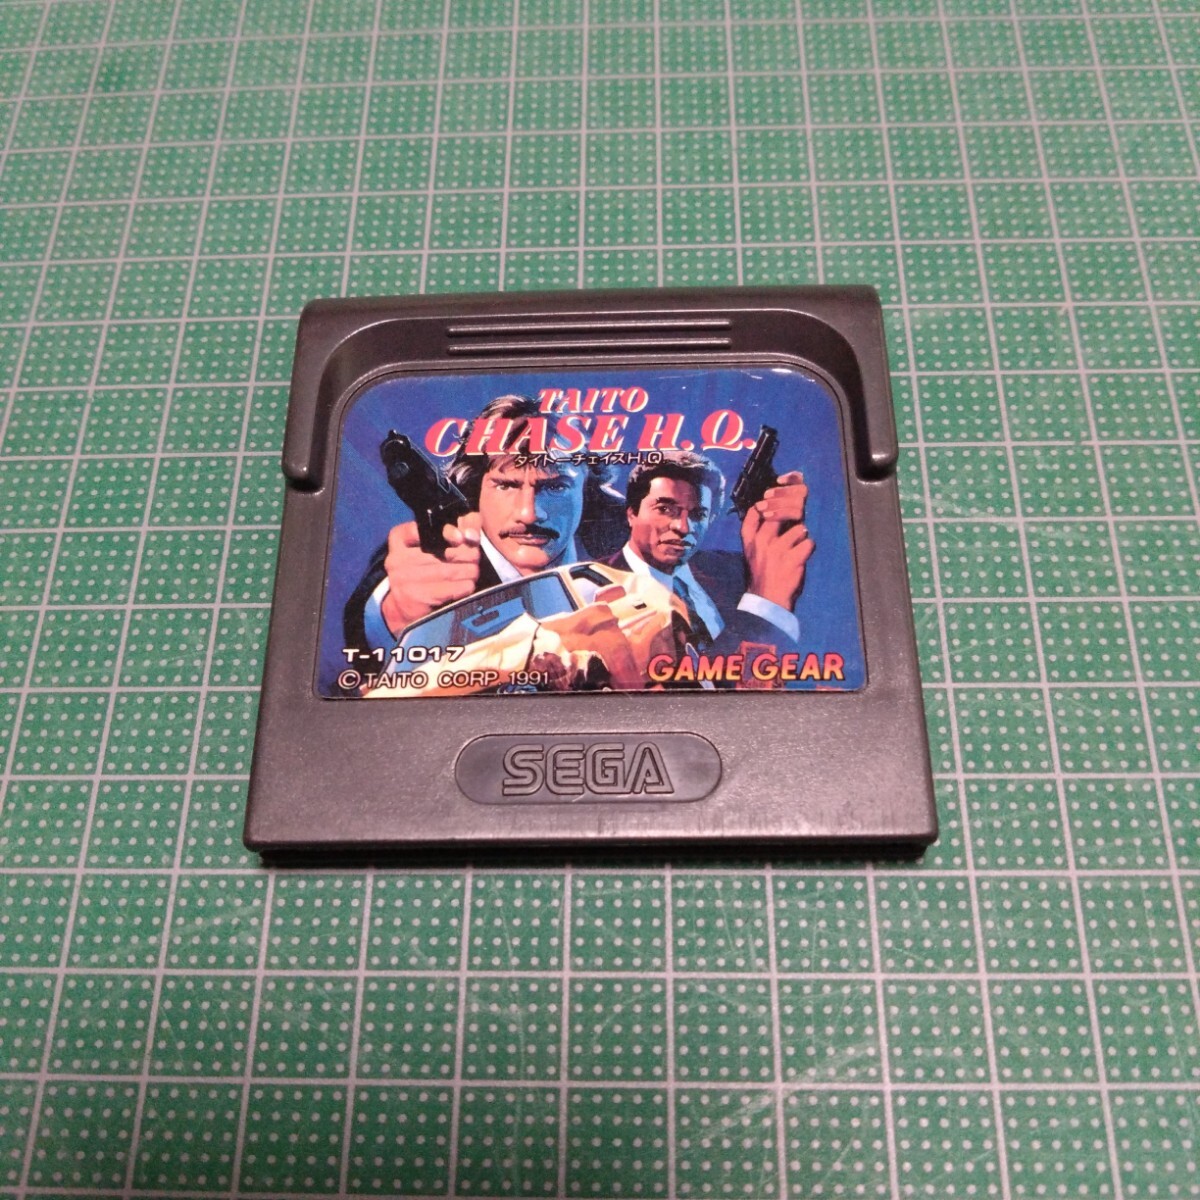 TAITO
CHASE H.Q.
タイトーチェイスH.Q.
T-11017
© TAITO CORP 1991
GAME GEAR
SEGA